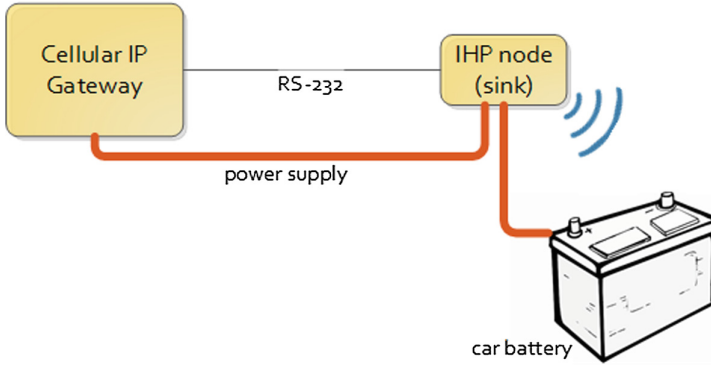 Cellular IP
Gateway
RS-232
IHP node
(sink)
power supply
+
-
car battery